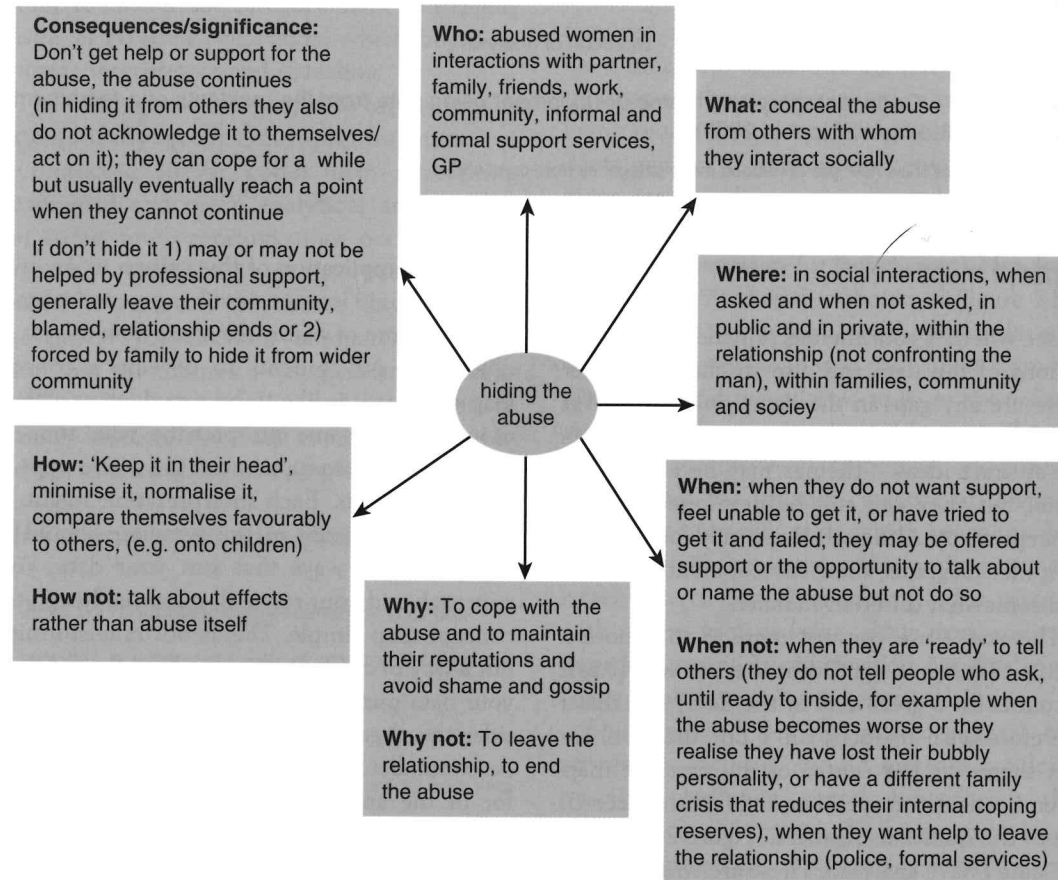 Consequences/significance:
Don't get help or support for the
abuse, the abuse continues
(in hiding it from others they also
do not acknowledge it to themselves/
act on it); they can cope for a while
but usually eventually reach a point
when they cannot continue
If don't hide it 1) may or may not be
helped by professional support,
generally leave their community,
blamed, relationship ends or 2)
forced by family to hide it from wider
community
Who: abused women in
interactions with partner,
family, friends, work,
community, informal and
formal support services,
GP
What: conceal the abuse
from others with whom
they interact socially
Where: in social interactions, when
asked and when not asked, in
public and in private, within the
relationship (not confronting the
man), within families, community
and sociey
hiding the
abuse
How: 'Keep it in their head',
minimise it, normalise it,
compare themselves favourably
to others, (e.g. onto children)
How not: talk about effects
rather than abuse itself
Why: To cope with the
abuse and to maintain
their reputations and
avoid shame and gossip
Why not: To leave the
relationship, to end
the abuse
When: when they do not want support,
feel unable to get it, or have tried to
get it and failed; they may be offered
support or the opportunity to talk about
or name the abuse but not do so
When not: when they are 'ready' to tell
others (they do not tell people who ask,
until ready to inside, for example when
the abuse becomes worse or they
realise they have lost their bubbly
personality, or have a different family
crisis that reduces their internal coping
reserves), when they want help to leave
the relationship (police, formal services)